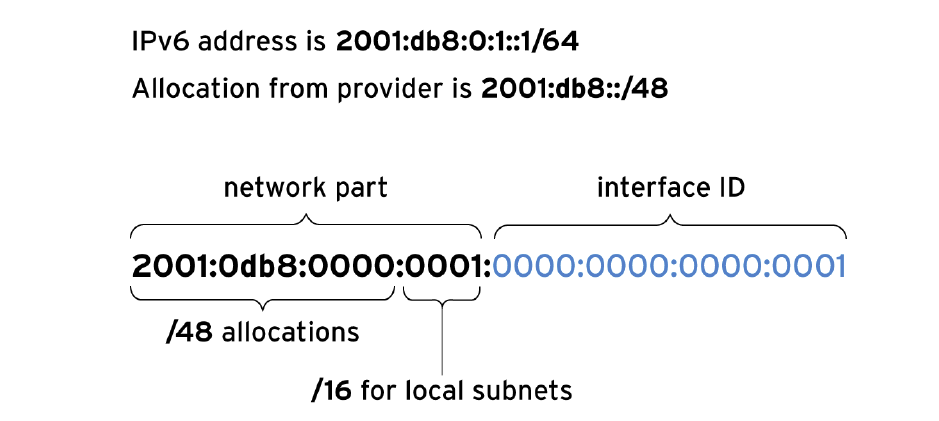 IPv6 address is 2001:db8:0:1::1/64
Allocation from provider is 2001:db8::/48
network part
interface ID
2001:0db8:0000:0001:0000:0000:0000:0001
/48 allocations
/16 for local subnets